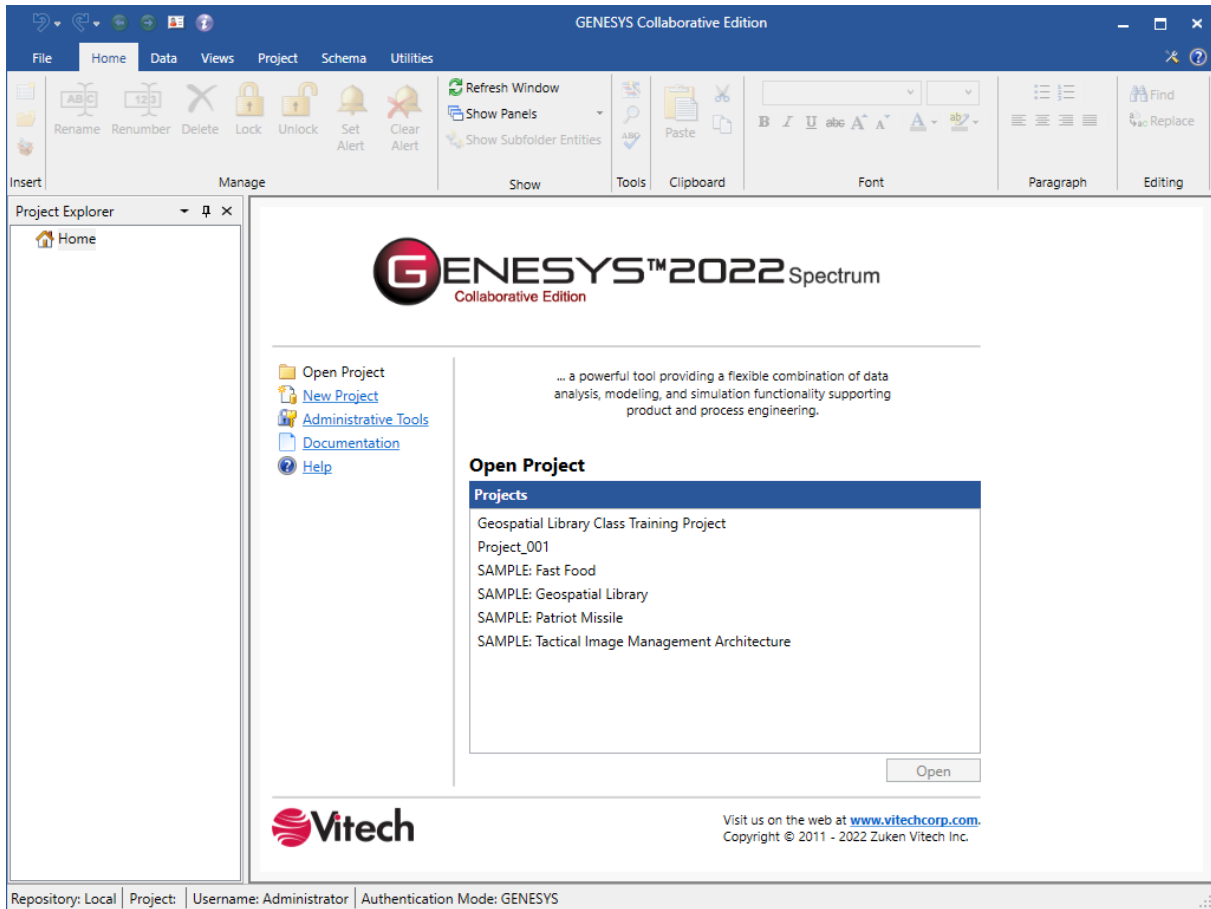 GENESYS Collaborative Edition
File Home Data Views Project Schema Utilities
Rename Renumber Delete Lock Unlock Set Alert Clear Alert
Refresh Window
Show Panels
Show Subfolder Entities
Paste
B I U abc A A A ab
Find
Replace
Insert Manage Show Tools Clipboard Font Paragraph Editing
Project Explorer
Home
GENESYS™2022 Spectrum
Collaborative Edition
Open Project
New Project
Administrative Tools
Documentation
Help
... a powerful tool providing a flexible combination of data
analysis, modeling, and simulation functionality supporting
product and process engineering.
Open Project
Projects
Geospatial Library Class Training Project
Project_001
SAMPLE: Fast Food
SAMPLE: Geospatial Library
SAMPLE: Patriot Missile
SAMPLE: Tactical Image Management Architecture
Open
Vitech
Visit us on the web at www.vitechcorp.com.
Copyright © 2011 - 2022 Zuken Vitech Inc.
Repository: Local Project: Username: Administrator Authentication Mode: GENESYS